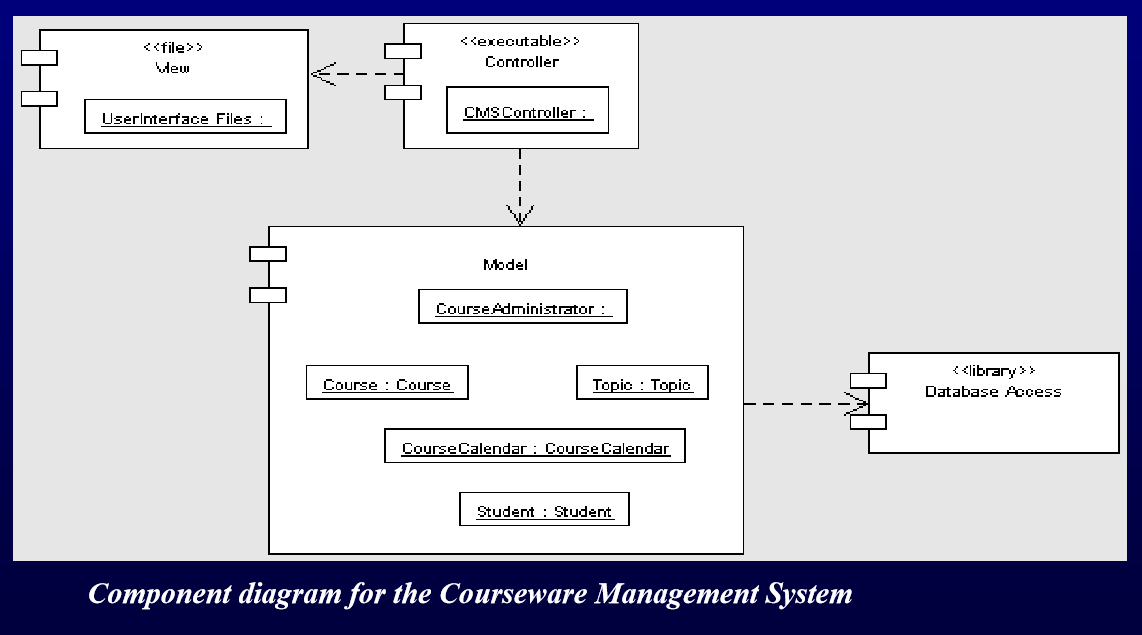 <<file>>
View
UserInterface Files :
<<executable>>
Controller
CMSController :
Model
CourseAdministrator :
Course : Course
Topic : Topic
CourseCalendar : CourseCalendar
Student : Student
<<library>>
Database Access
Component diagram for the Courseware Management System